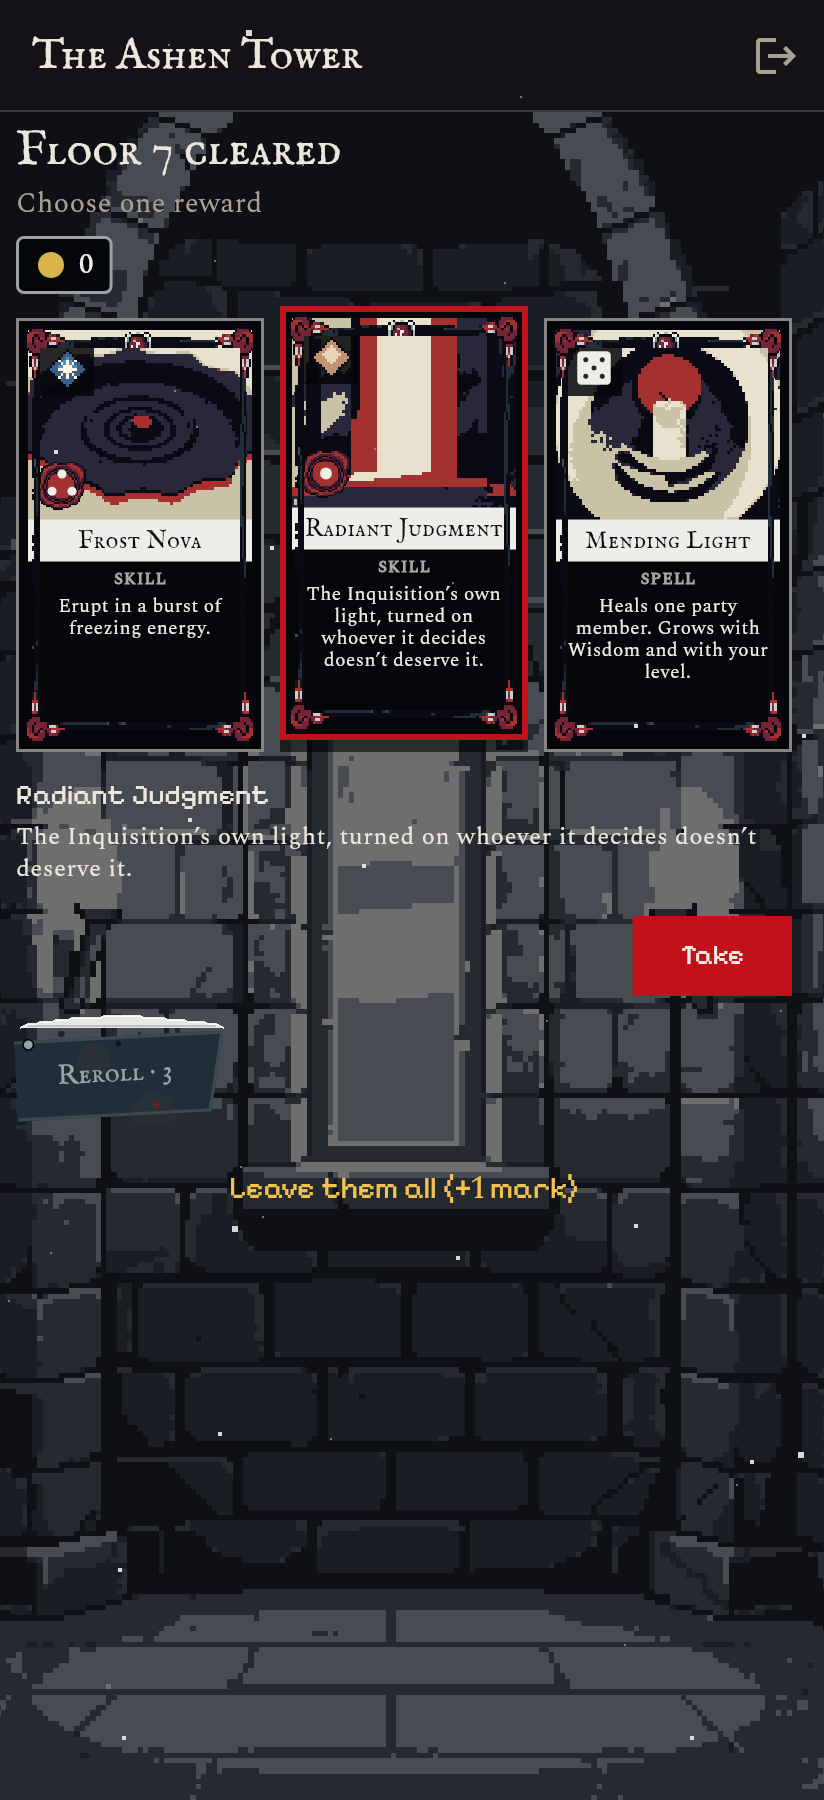 The Ashen Tower
Floor 7 cleared
Choose one reward
0
Frost Nova
SKILL
Erupt in a burst of
freezing energy.
Radiant Judgment
SKILL
The Inquisition’s own
light, turned on
whoever it decides
doesn’t deserve it.
Mending Light
SPELL
Heals one party
member. Grows with
Wisdom and with your
level.
Radiant Judgment
The Inquisition’s own light, turned on whoever it decides doesn’t
deserve it.
Take
Reroll · 3
Leave them all (+1 mark)